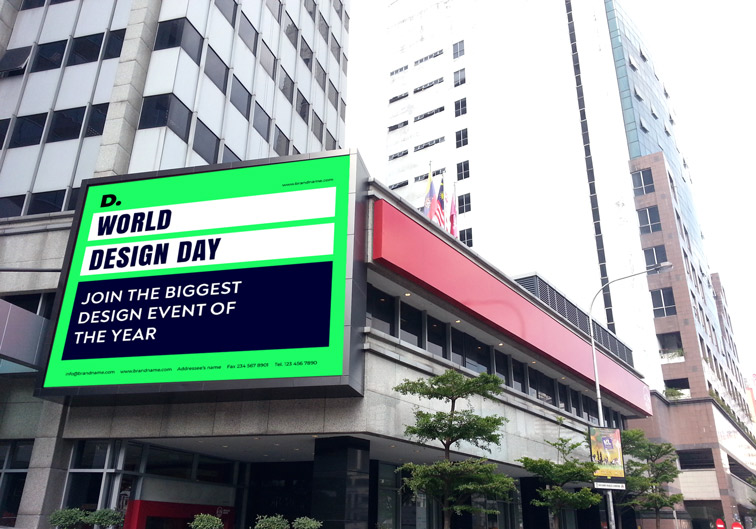 D.
www.brandname.com
WORLD
DESIGN DAY
JOIN THE BIGGEST
DESIGN EVENT OF
THE YEAR
info@brandname.com www.brandname.com Addressee's name Fax 234 567 8901 Tel. 123 456 7890